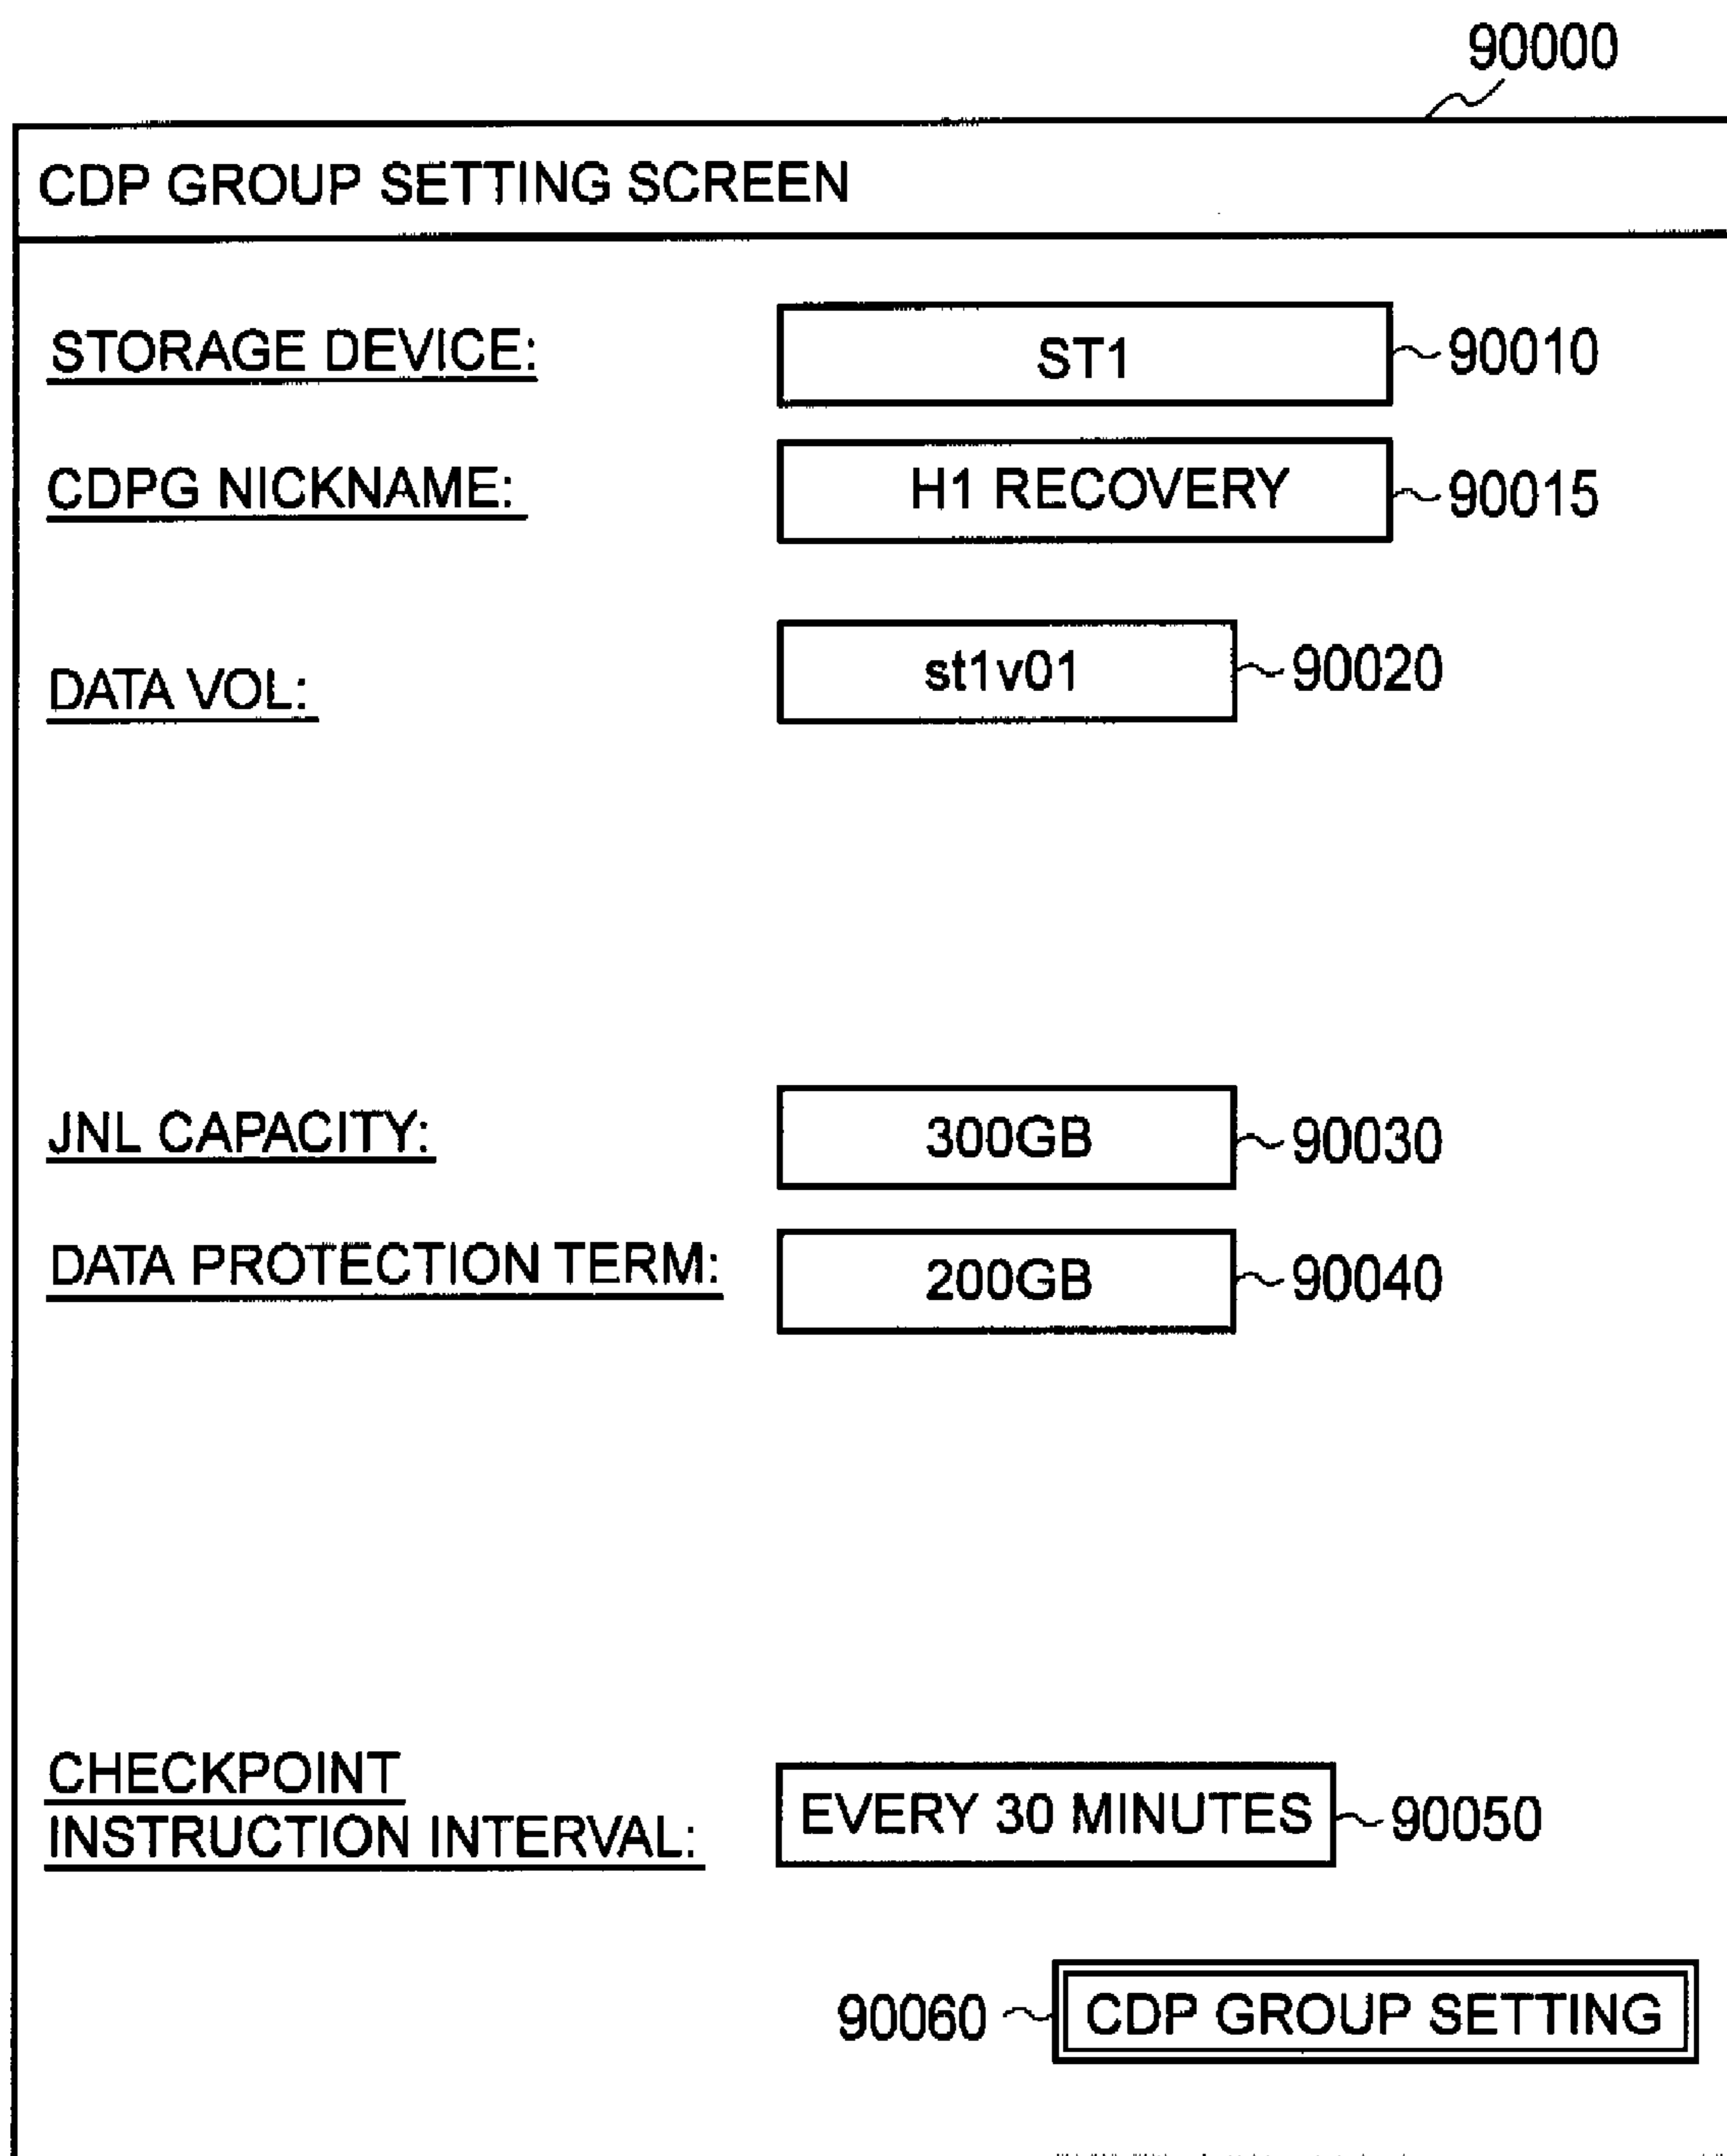 90000
CDP GROUP SETTING SCREEN
STORAGE DEVICE: ST1 90010
CDPG NICKNAME: H1 RECOVERY 90015
DATA VOL: st1v01 90020
JNL CAPACITY: 300GB 90030
DATA PROTECTION TERM: 200GB 90040
CHECKPOINT
INSTRUCTION INTERVAL: EVERY 30 MINUTES 90050
90060 CDP GROUP SETTING